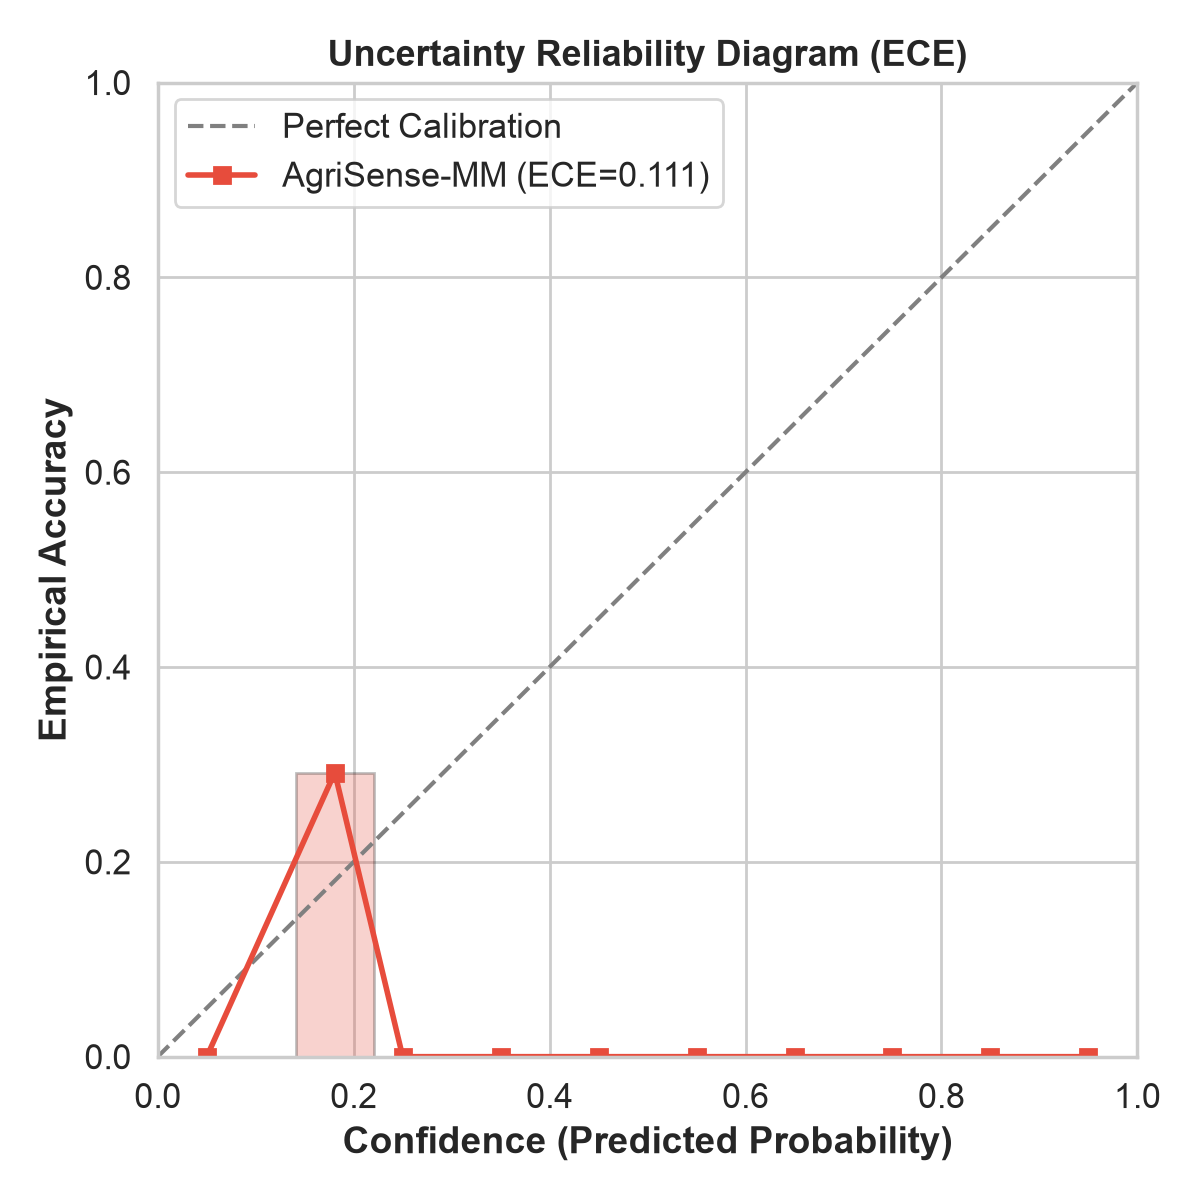 Uncertainty Reliability Diagram (ECE)
1.0
Perfect Calibration
AgriSense-MM (ECE=0.111)
0.8
0.6
0.4
0.2
0.0
Empirical Accuracy
0.0 0.2 0.4 0.6 0.8 1.0
Confidence (Predicted Probability)